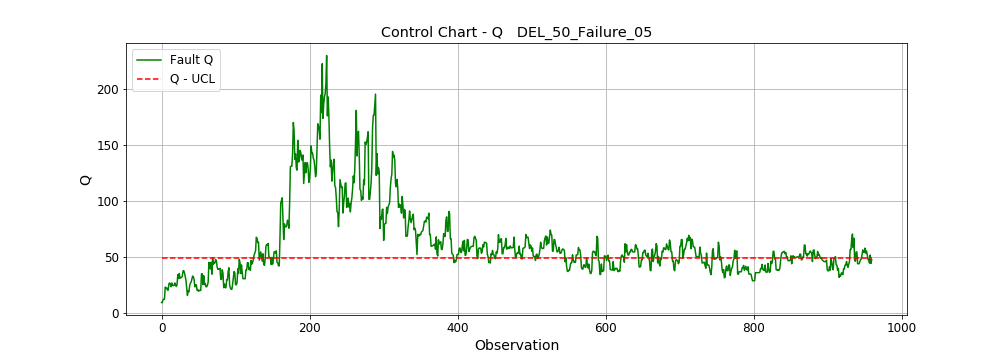 Control Chart - Q   DEL_50_Failure_05
Fault Q
Q - UCL
Q
200
150
100
50
0
0 200 400 600 800 1000
Observation